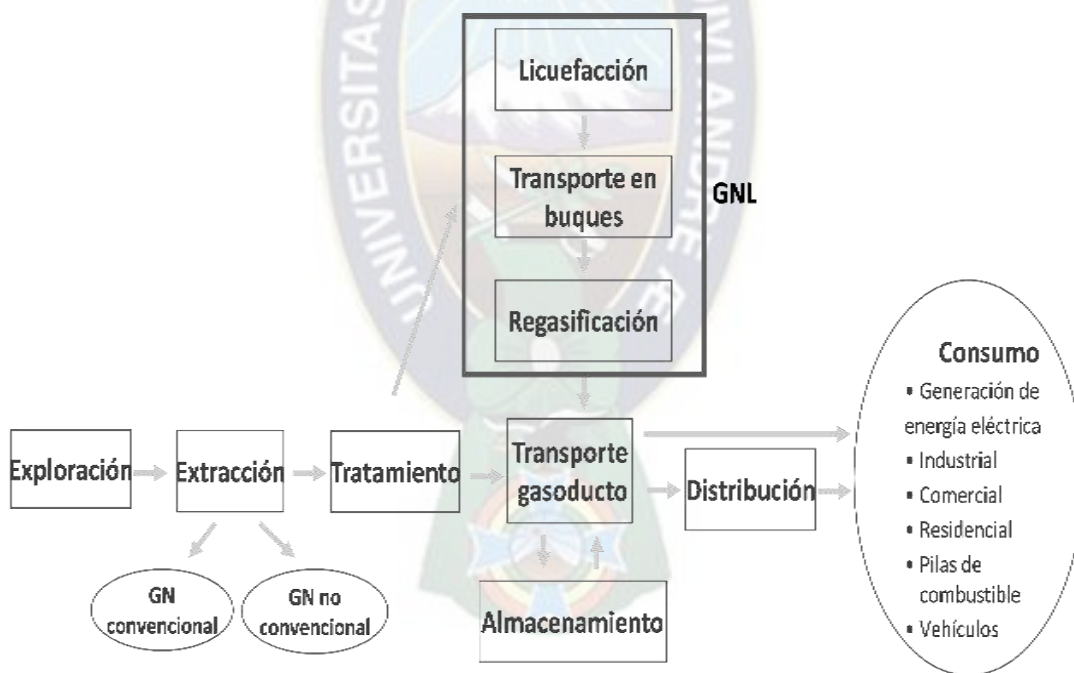 Licuefacción
Transporte en
buques
GNL
Regasificación
Exploración
Extracción
Tratamiento
Transporte
gasoducto
Distribución
GN
convencional
GN no
convencional
Almacenamiento
Consumo
▪ Generación de
energía eléctrica
▪ Industrial
▪ Comercial
▪ Residencial
▪ Pilas de
combustible
▪ Vehículos
UNIVERSITAS